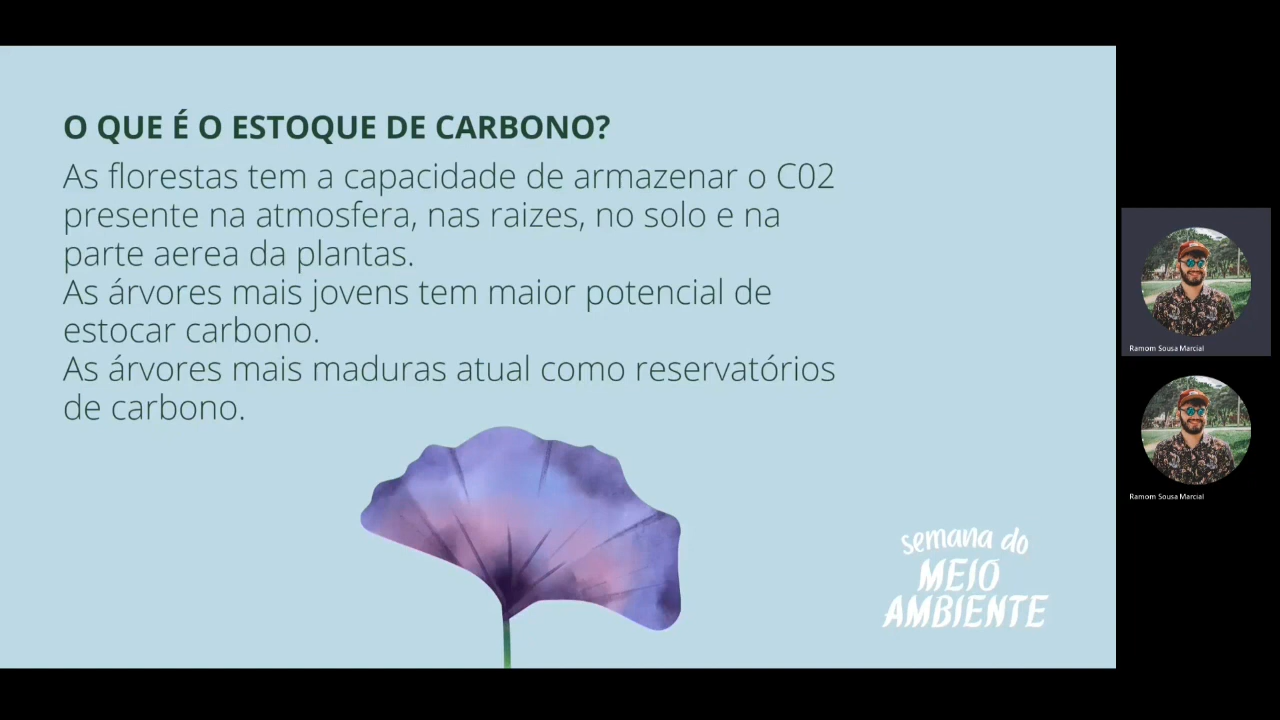 O QUE É O ESTOQUE DE CARBONO?
As florestas tem a capacidade de armazenar o C02
presente na atmosfera, nas raizes, no solo e na
parte aerea da plantas.
As árvores mais jovens tem maior potencial de
estocar carbono.
As árvores mais maduras atual como reservatórios
de carbono.
semana do
MEIO
AMBIENTE
Ramom Sousa Marcial
Ramom Sousa Marcial